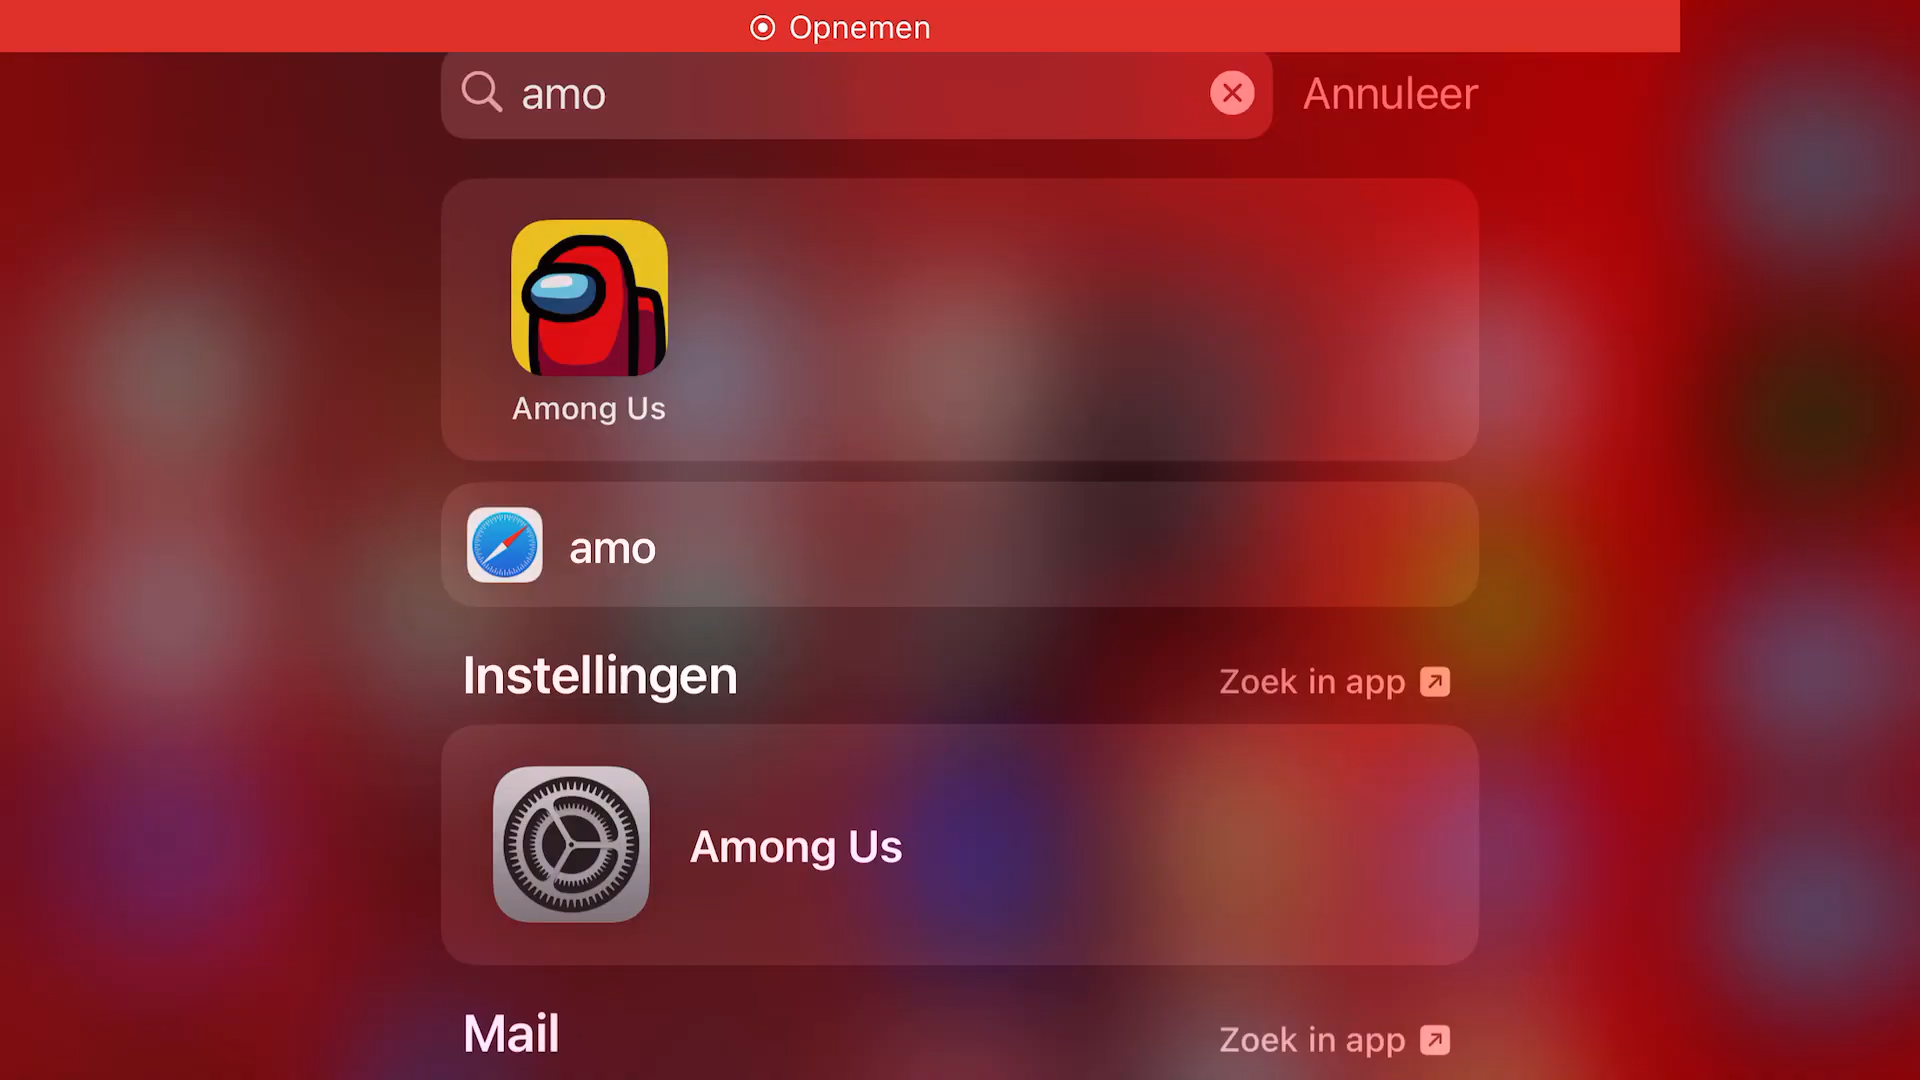 Opnemen
amo
Annuleer
Among Us
amo
Instellingen
Zoek in app
Among Us
Mail
Zoek in app